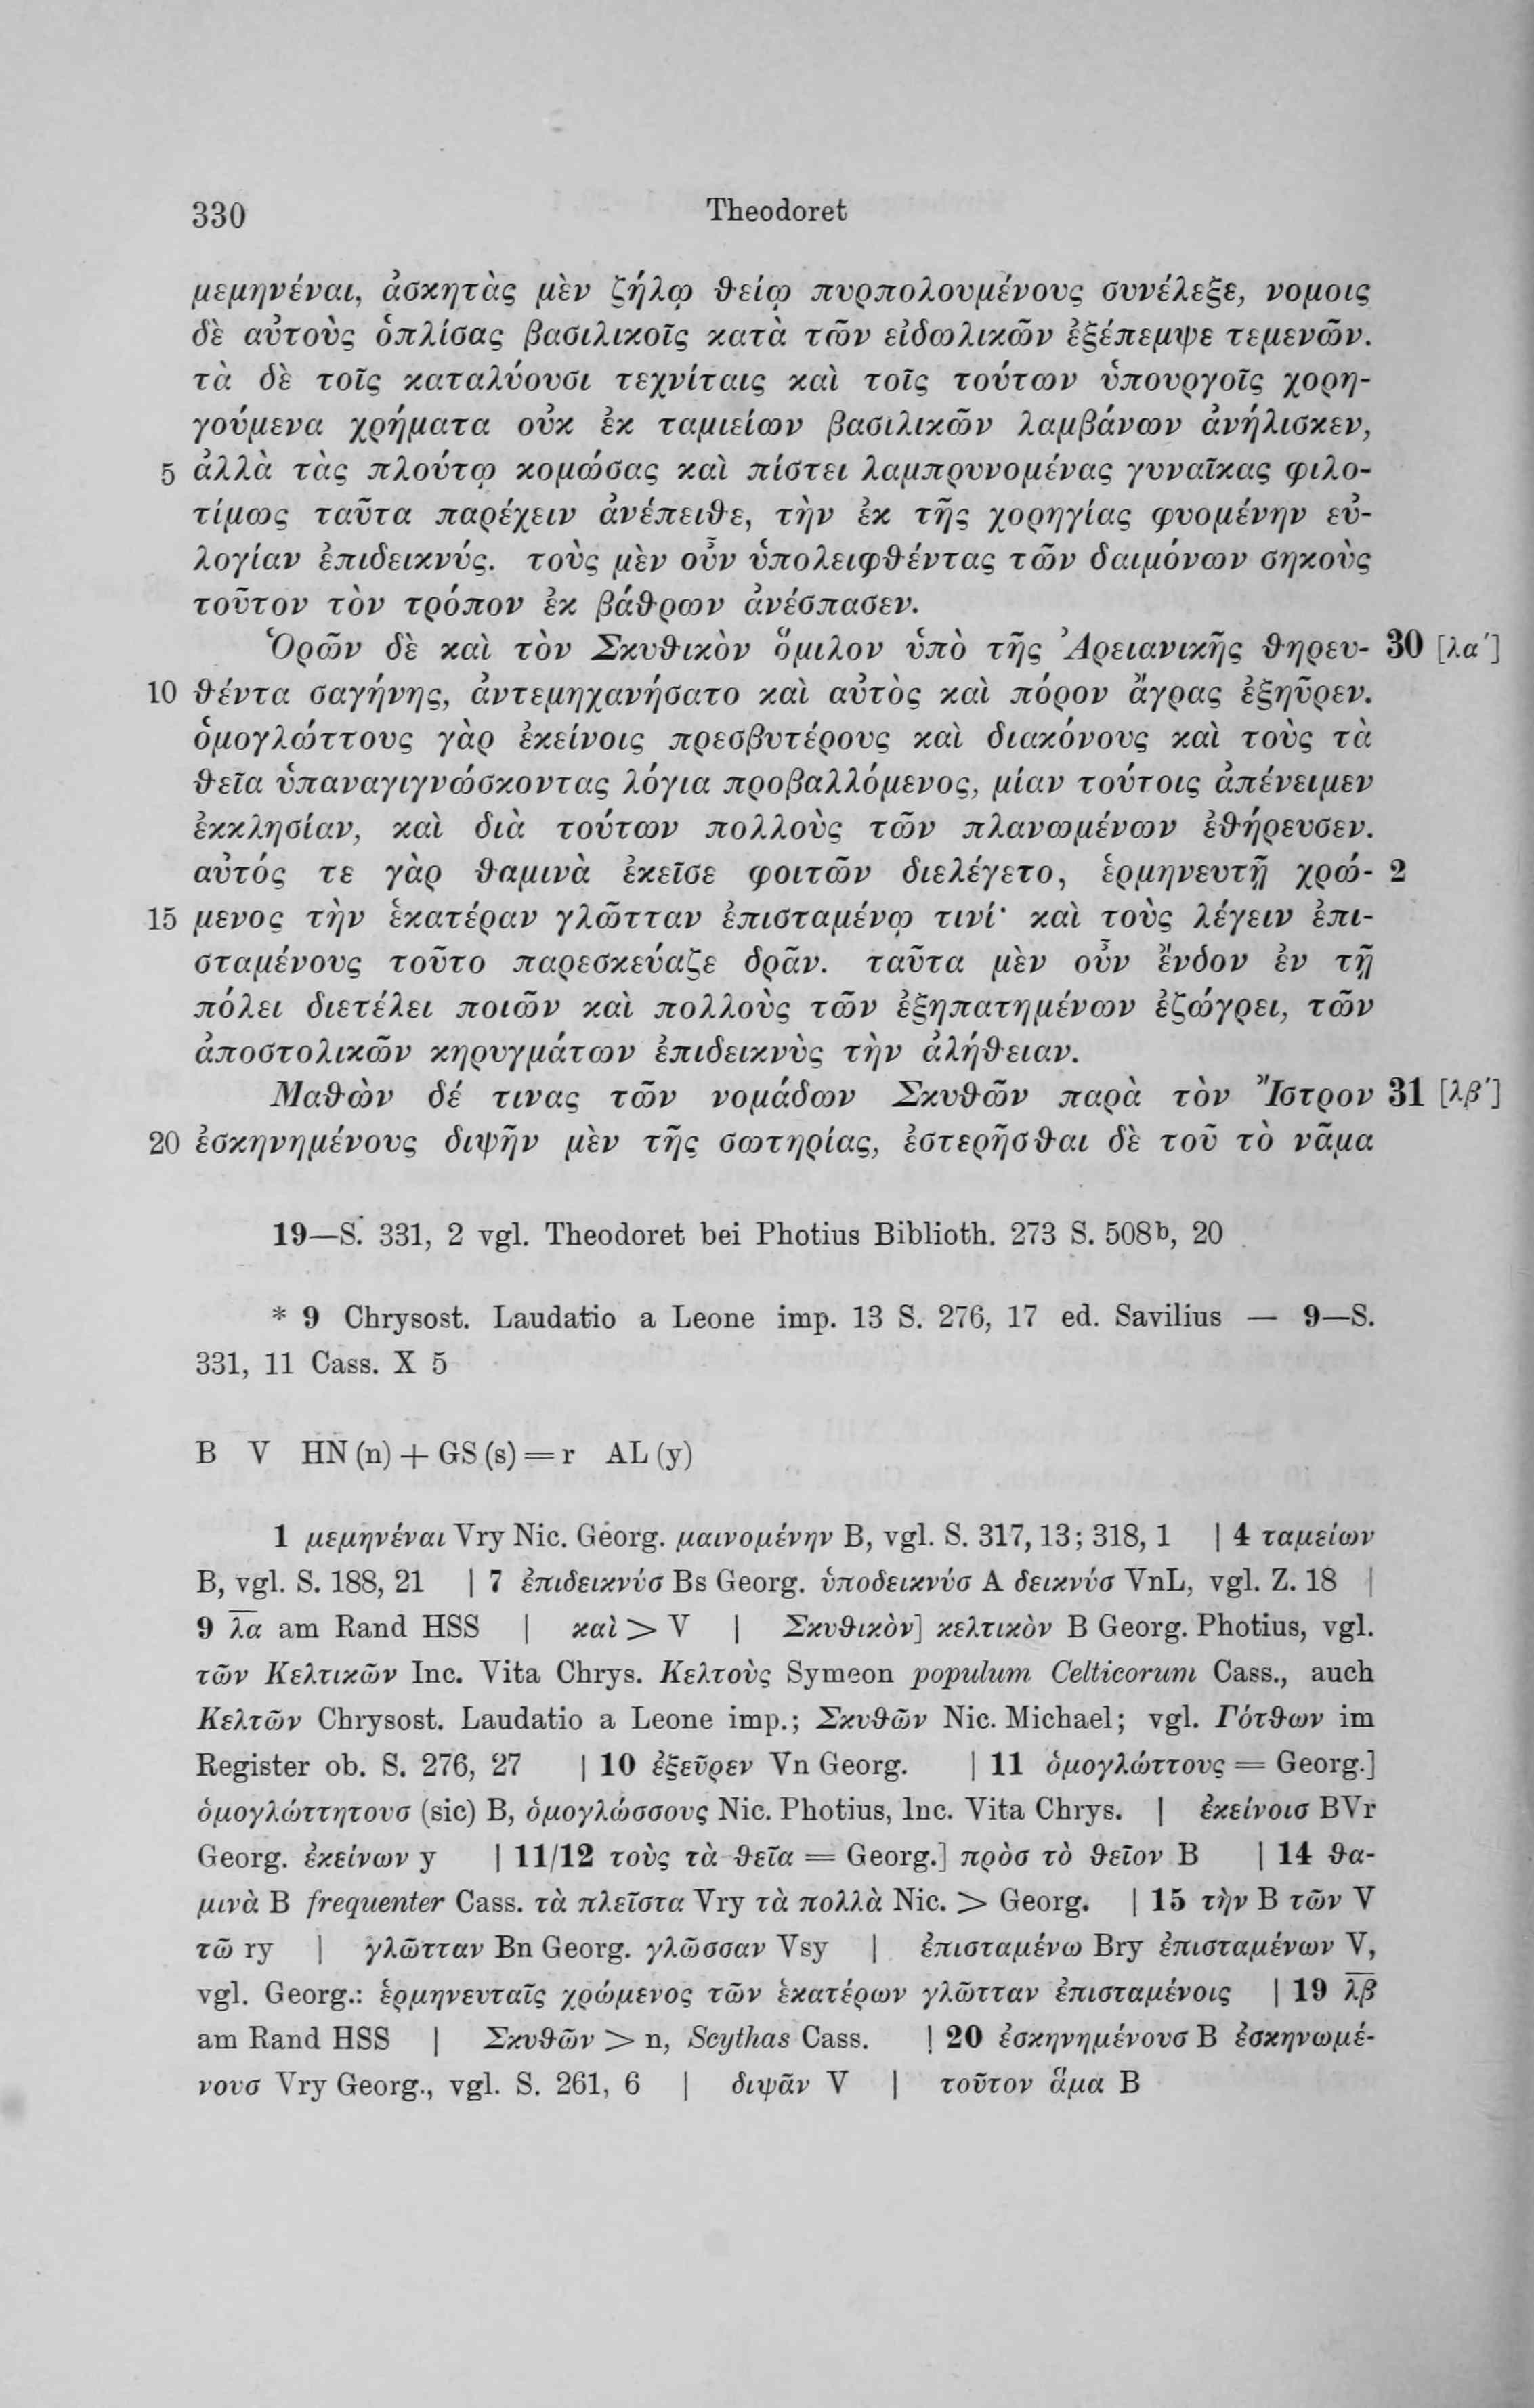 330 Theodoret
μεμηνέναι, ἀσκητὰς μὲν ζήλῳ θείῳ πυρπολουμένους συνέλεξε, νομοις
δὲ αὐτοὺς ὁπλίσας βασιλικοῖς κατὰ τῶν εἰδωλικῶν ἐξέπεμψε τεμενῶν.
τὰ δὲ τοῖς καταλύουσι τεχνίταις καὶ τοῖς τούτων ὑπουργοῖς χορη-
γούμενα χρήματα οὐκ ἐκ ταμιείων βασιλικῶν λαμβάνων ἀνήλισκεν,
5 ἀλλὰ τὰς πλούτῳ κομώσας καὶ πίστει λαμπρυνομένας γυναῖκας φιλο-
τίμως ταῦτα παρέχειν ἀνέπειθε, τὴν ἐκ τῆς χορηγίας φυομένην εὐ-
λογίαν ἐπιδεικνύς. τοὺς μὲν οὖν ὑπολειφθέντας τῶν δαιμόνων σηκοὺς
τοῦτον τὸν τρόπον ἐκ βάθρων ἀνέσπασεν.
Ὁρῶν δὲ καὶ τὸν Σκυθικὸν ὅμιλον ὑπὸ τῆς Ἀρειανικῆς θηρευ- 30 [λα′]
10 θέντα σαγήνης, ἀντεμηχανήσατο καὶ αὐτὸς καὶ πόρον ἄγρας ἐξηῦρεν.
ὁμογλώττους γὰρ ἐκείνοις πρεσβυτέρους καὶ διακόνους καὶ τοὺς τὰ
θεῖα ὑπαναγιγνώσκοντας λόγια προβαλλόμενος, μίαν τούτοις ἀπένειμεν
ἐκκλησίαν, καὶ διὰ τούτων πολλοὺς τῶν πλανωμένων ἐθήρευσεν.
αὐτός τε γὰρ θαμινὰ ἐκεῖσε φοιτῶν διελέγετο, ἑρμηνευτῇ χρώ- 2
15 μενος τὴν ἑκατέραν γλῶτταν ἐπισταμένῳ τινί· καὶ τοὺς λέγειν ἐπι-
σταμένους τοῦτο παρεσκεύαζε δρᾶν. ταῦτα μὲν οὖν ἔνδον ἐν τῇ
πόλει διετέλει ποιῶν καὶ πολλοὺς τῶν ἐξηπατημένων ἐζώγρει, τῶν
ἀποστολικῶν κηρυγμάτων ἐπιδεικνὺς τὴν ἀλήθειαν.
Μαθὼν δέ τινας τῶν νομάδων Σκυθῶν παρὰ τὸν Ἴστρον 31 [λβ′]
20 ἐσκηνημένους διψῆν μὲν τῆς σωτηρίας, ἐστερῆσθαι δὲ τοῦ τὸ νᾶμα
19—S. 331, 2 vgl. Theodoret bei Photius Biblioth. 273 S. 508ᵇ, 20
* 9 Chrysost. Laudatio a Leone imp. 13 S. 276, 17 ed. Savilius — 9—S.
331, 11 Cass. X 5
B V HN (n) + GS (s) = r AL (y)
1 μεμηνέναι Vry Nic. Georg. μαινομένην B, vgl. S. 317, 13; 318, 1 | 4 ταμείων
B, vgl. S. 188, 21 | 7 ἐπιδεικνύσ Bs Georg. ὑποδεικνύσ A δεικνύσ VnL, vgl. Z. 18 |
9 λ̅α̅ am Rand HSS | καὶ > V | Σκυθικὸν] κελτικὸν B Georg. Photius, vgl.
τῶν Κελτικῶν Inc. Vita Chrys. Κελτοὺς Symeon populum Celticorum Cass., auch
Κελτῶν Chrysost. Laudatio a Leone imp.; Σκυθῶν Nic. Michael; vgl. Γότθων im
Register ob. S. 276, 27 | 10 ἐξεῦρεν Vn Georg. | 11 ὁμογλώττους = Georg.]
ὁμογλώττητουσ (sic) B, ὁμογλώσσους Nic. Photius, Inc. Vita Chrys. | ἐκείνοισ BVr
Georg. ἐκείνων y | 11/12 τοὺς τὰ θεῖα = Georg.] πρὸσ τὸ θεῖον B | 14 θα-
μινὰ B frequenter Cass. τὰ πλεῖστα Vry τὰ πολλὰ Nic. > Georg. | 15 τὴν B τῶν V
τῶ ry | γλῶτταν Bn Georg. γλῶσσαν Vsy | ἐπισταμένω Bry ἐπισταμένων V,
vgl. Georg.: ἑρμηνευταῖς χρώμενος τῶν ἑκατέρων γλῶτταν ἐπισταμένοις | 19 λ̅β̅
am Rand HSS | Σκυθῶν > n, Scythas Cass. | 20 ἐσκηνημένουσ B ἐσκηνωμέ-
νουσ Vry Georg., vgl. S. 261, 6 | διψᾶν V | τοῦτον ἅμα B